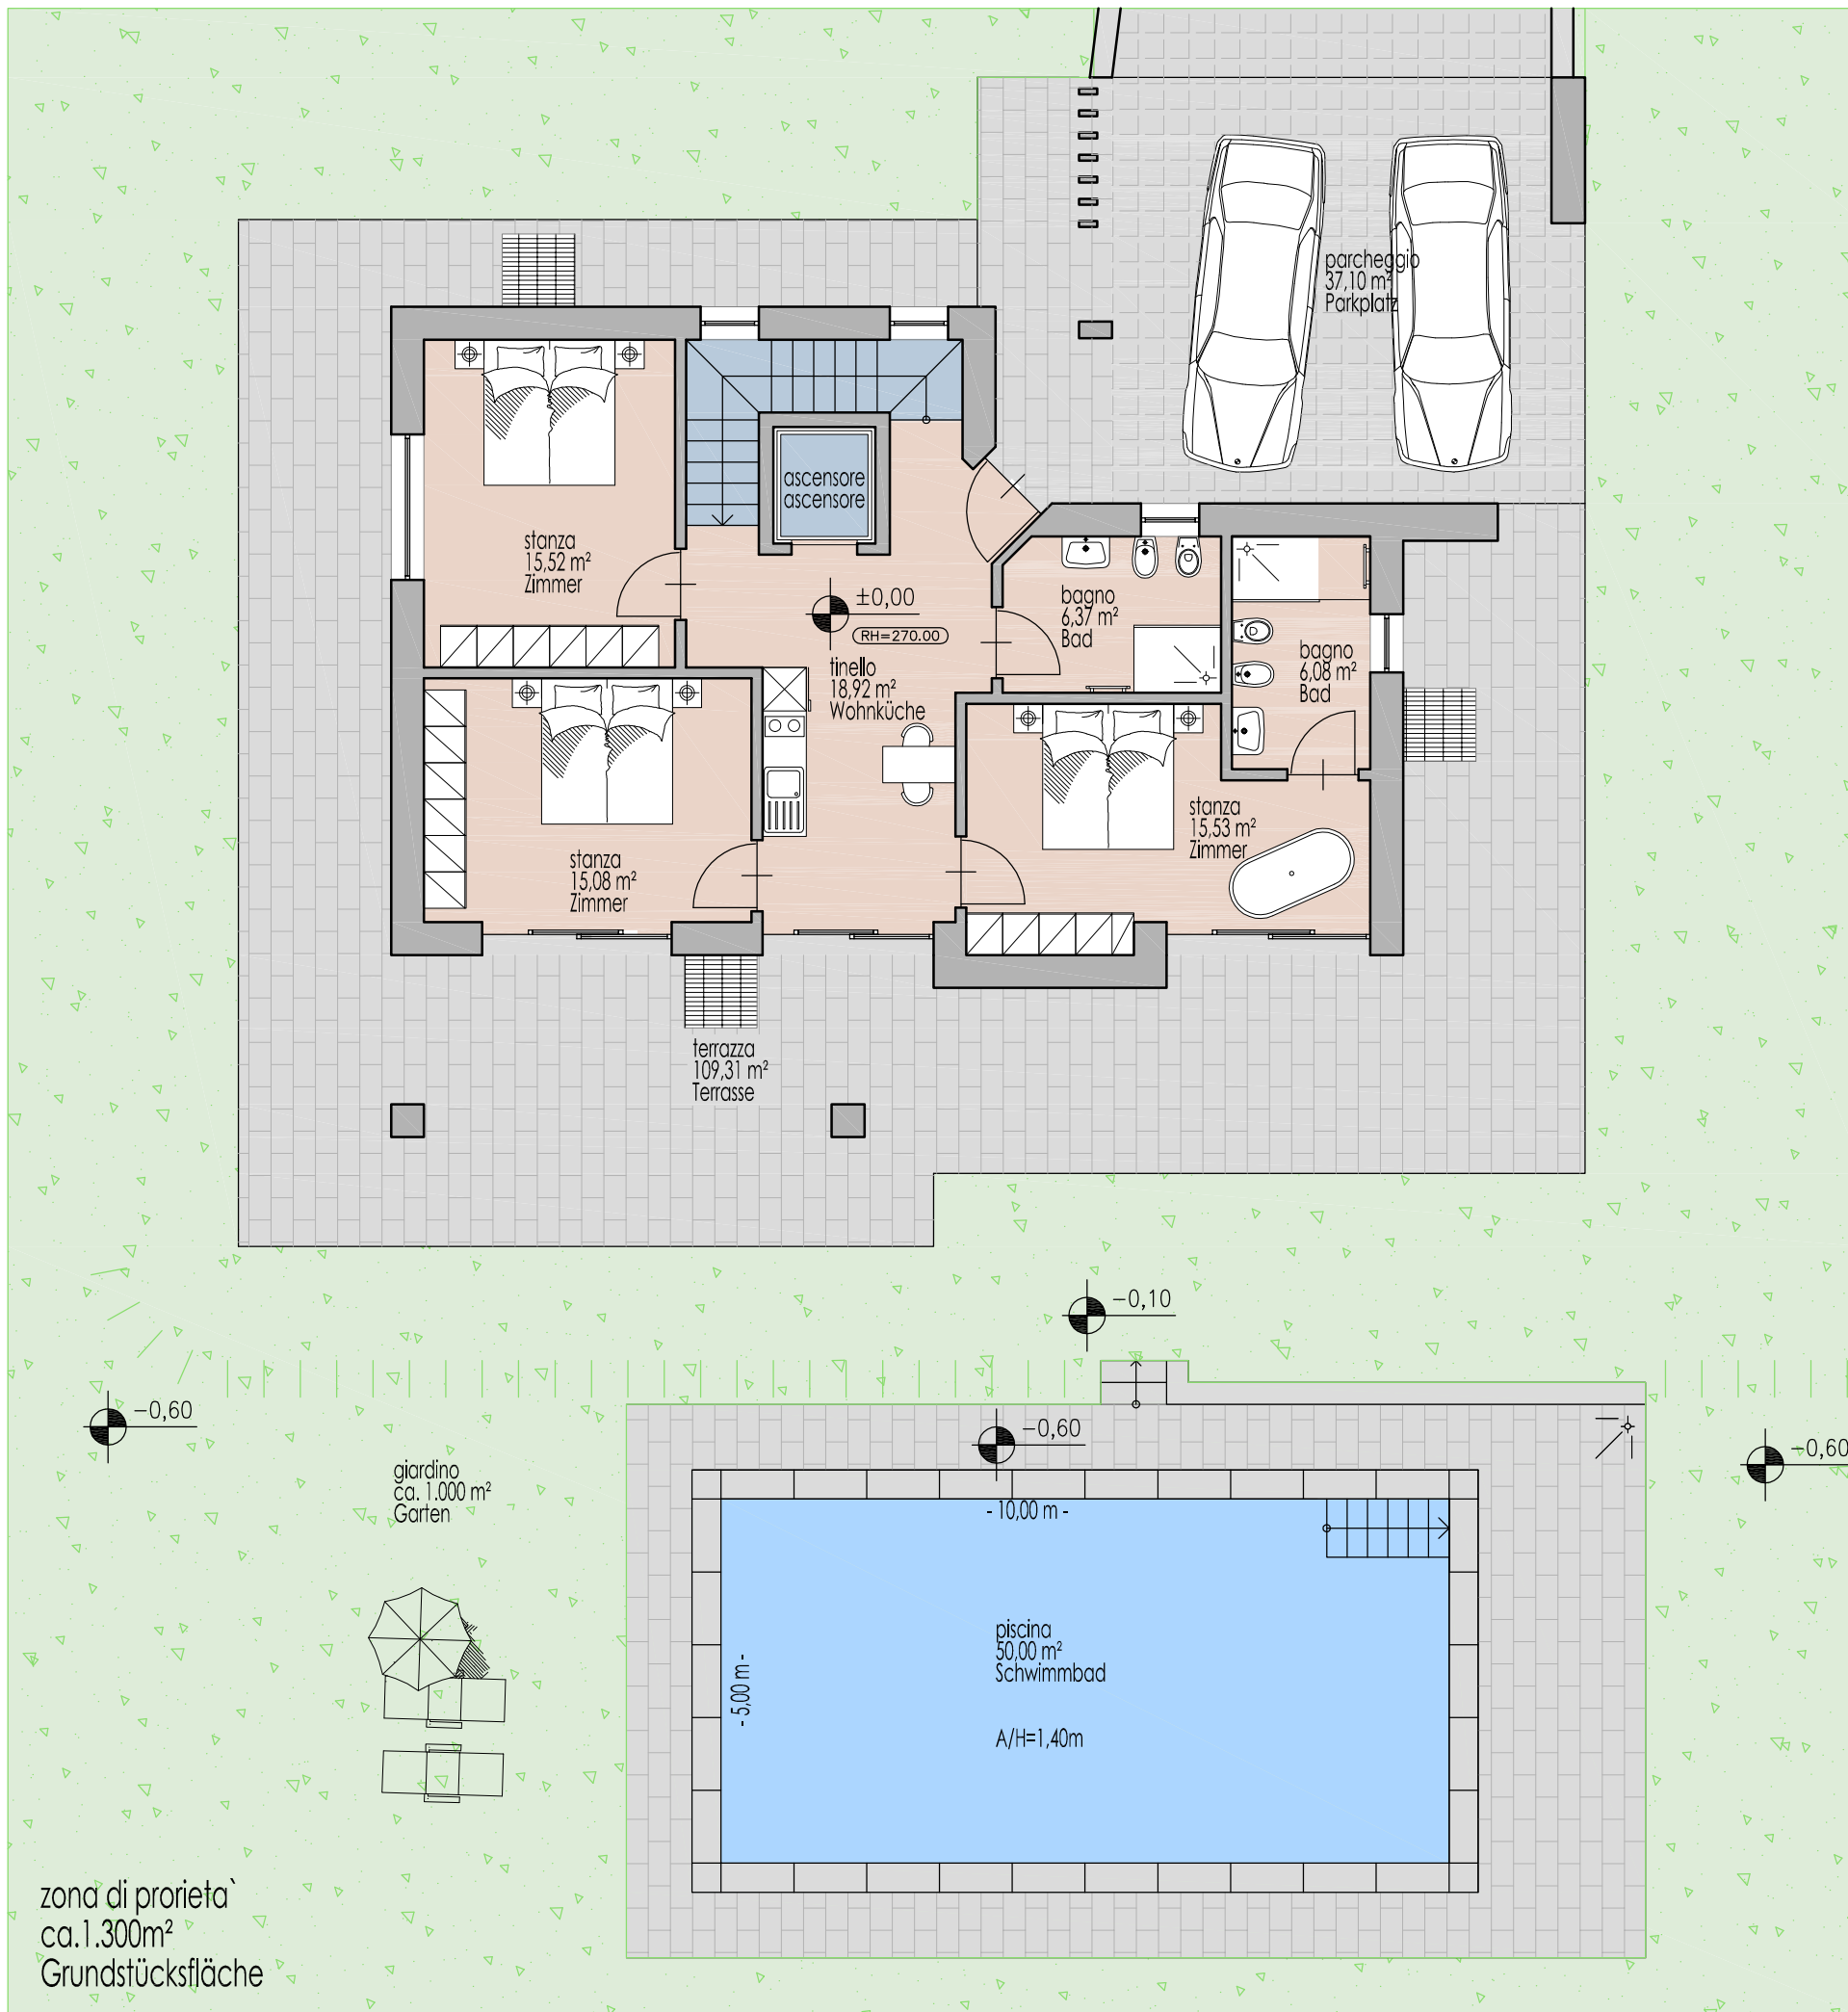 parcheggio
37,10 m²
Parkplatz
ascensore
ascensore
stanza
15,52 m²
Zimmer
±0,00
RH=270.00
tinello
18,92 m²
Wohnküche
bagno
6,37 m²
Bad
bagno
6,08 m²
Bad
stanza
15,08 m²
Zimmer
stanza
15,53 m²
Zimmer
terrazza
109,31 m²
Terrasse
-0,10
-0,60
-0,60
-0,60
giardino
ca. 1.000 m²
Garten
- 10,00 m -
- 5,00 m -
piscina
50,00 m²
Schwimmbad
A/H=1,40m
zona di prorieta`
ca.1.300m²
Grundstücksfläche